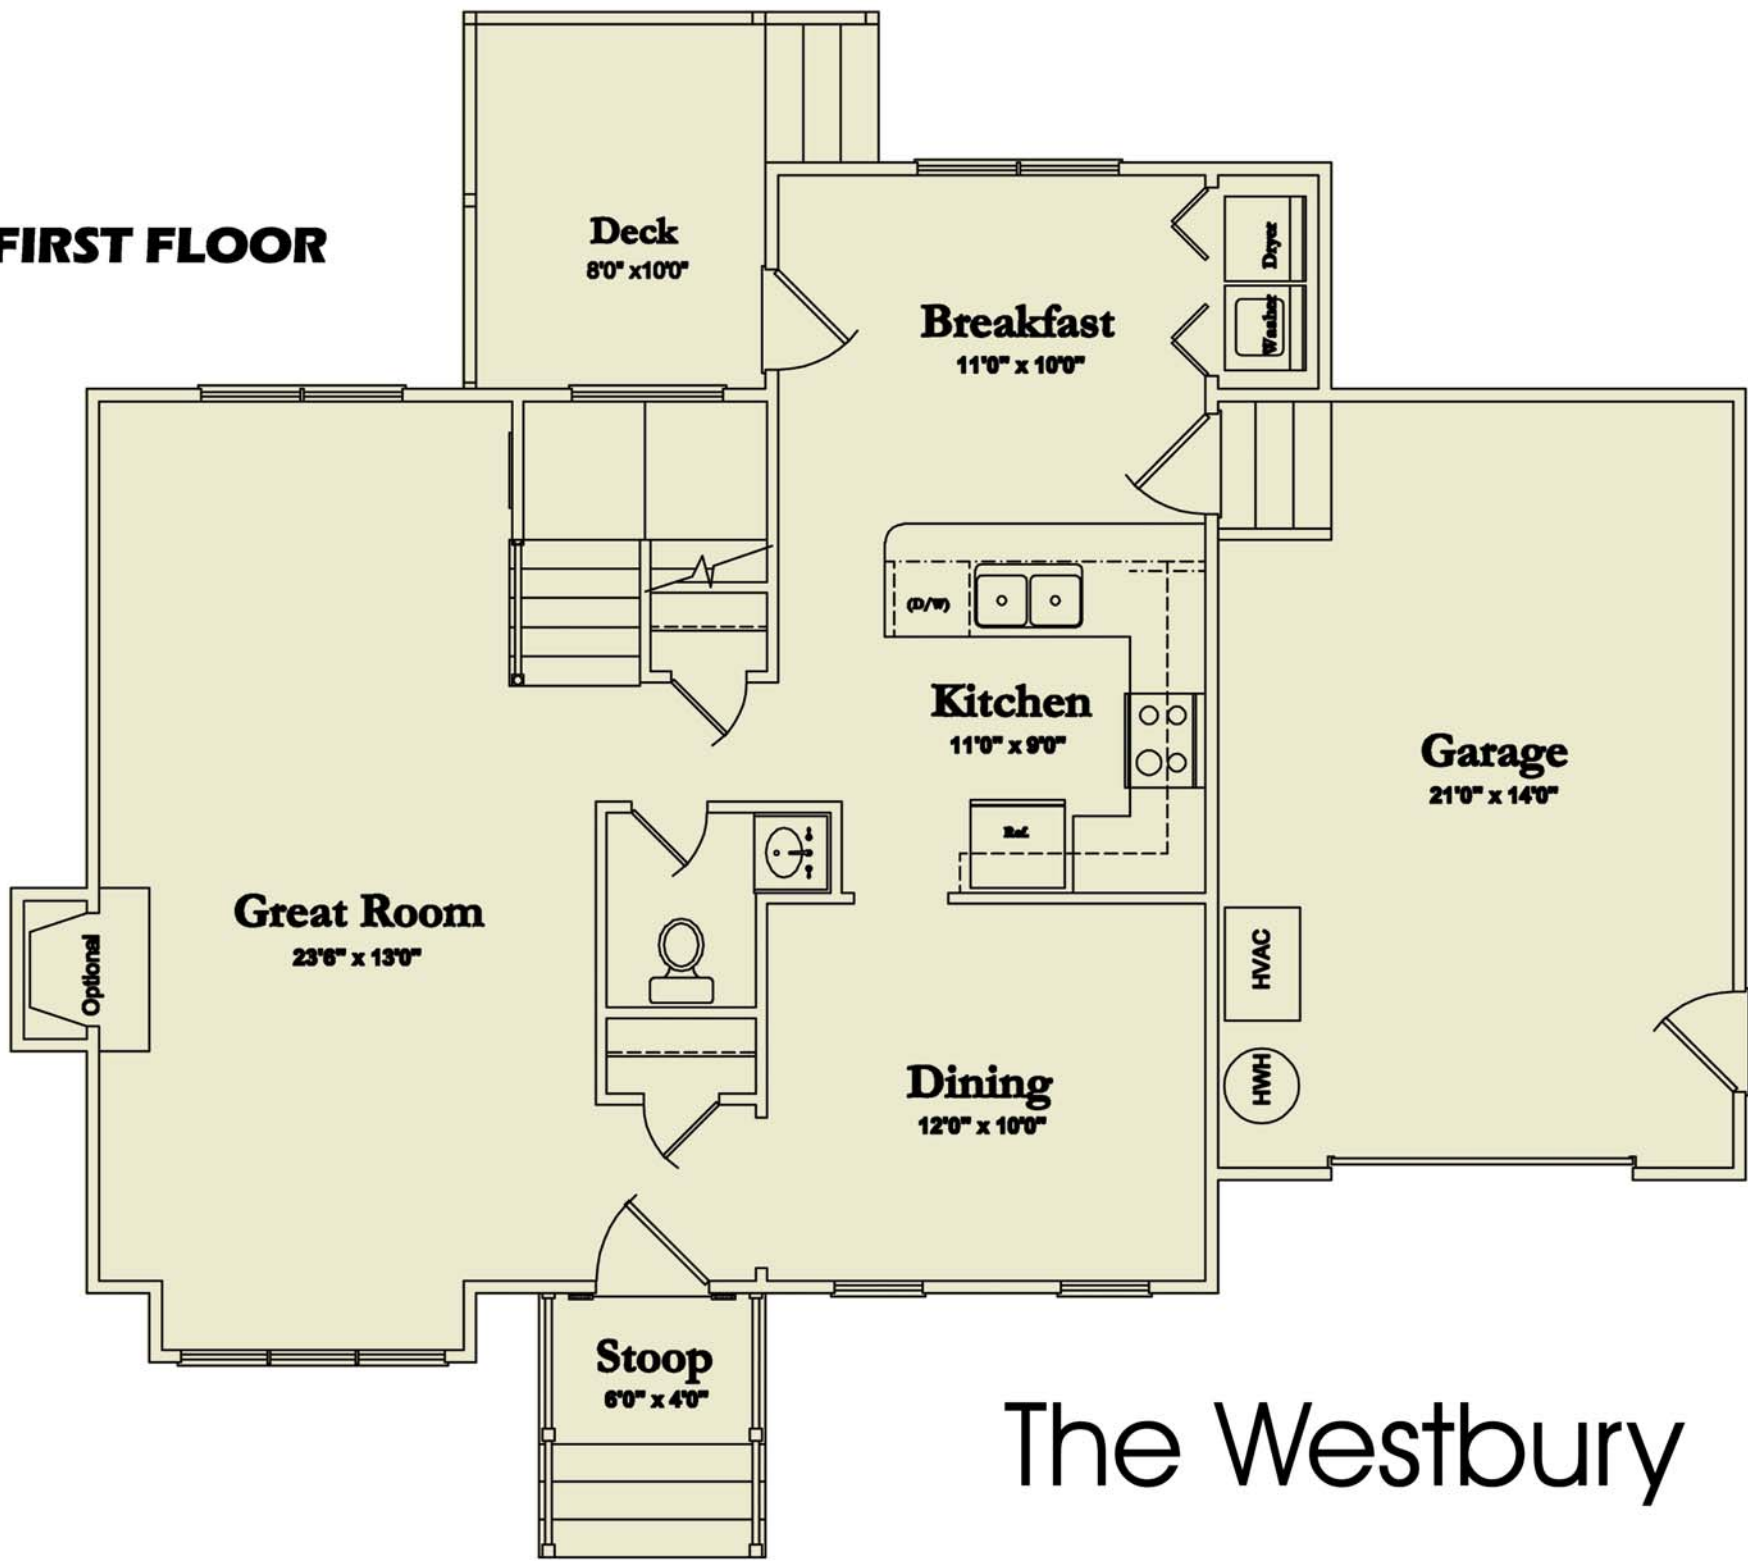 FIRST FLOOR
Deck
8'0" x10'0"
Breakfast
11'0" x 10'0"
Dryer
Washer
(D/W)
Kitchen
11'0" x 9'0"
Ref.
Garage
21'0" x 14'0"
Great Room
23'6" x 13'0"
Optional
HVAC
HWH
Dining
12'0" x 10'0"
Stoop
6'0" x 4'0"
The Westbury